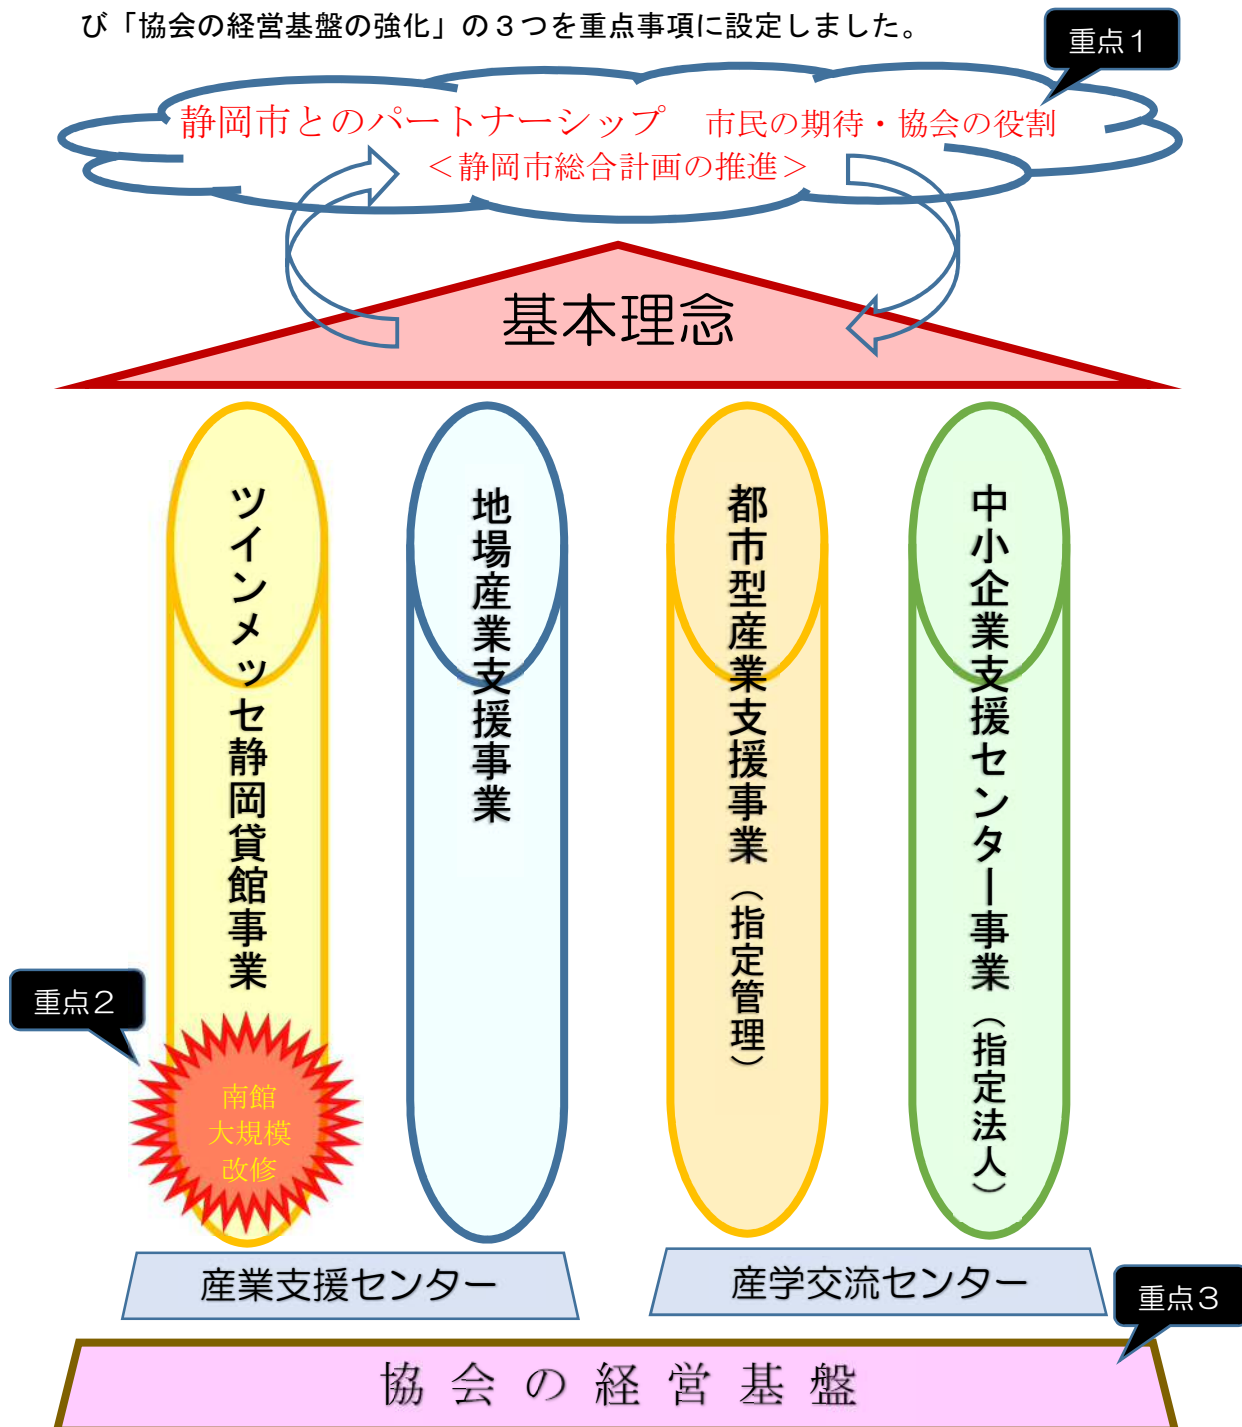 び「協会の経営基盤の強化」の３つを重点事項に設定しました。
重点１
静岡市とのパートナーシップ　市民の期待・協会の役割
＜静岡市総合計画の推進＞
基本理念
ツインメッセ静岡貸館事業
地場産業支援事業
都市型産業支援事業（指定管理）
中小企業支援センター事業（指定法人）
重点２
南館
大規模
改修
産業支援センター
産学交流センター
重点３
協会の経営基盤